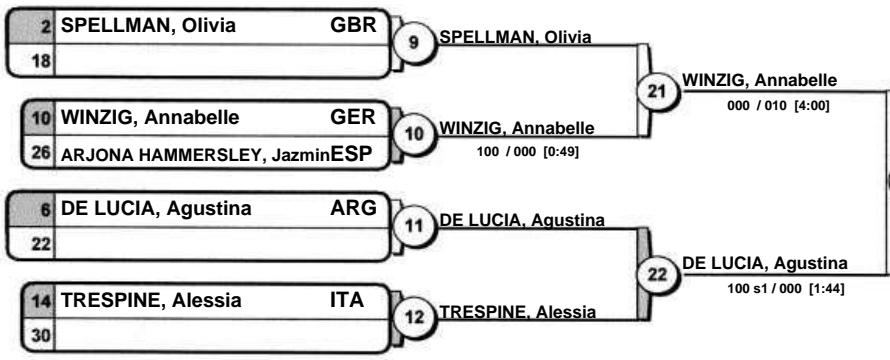 2 SPELLMAN, Olivia GBR
18
9
SPELLMAN, Olivia
10 WINZIG, Annabelle GER
26 ARJONA HAMMERSLEY, Jazmin ESP
10
WINZIG, Annabelle
100 / 000 [0:49]
21
WINZIG, Annabelle
000 / 010 [4:00]
6 DE LUCIA, Agustina ARG
22
11
DE LUCIA, Agustina
14 TRESPINE, Alessia ITA
30
12
TRESPINE, Alessia
22
DE LUCIA, Agustina
100 s1 / 000 [1:44]